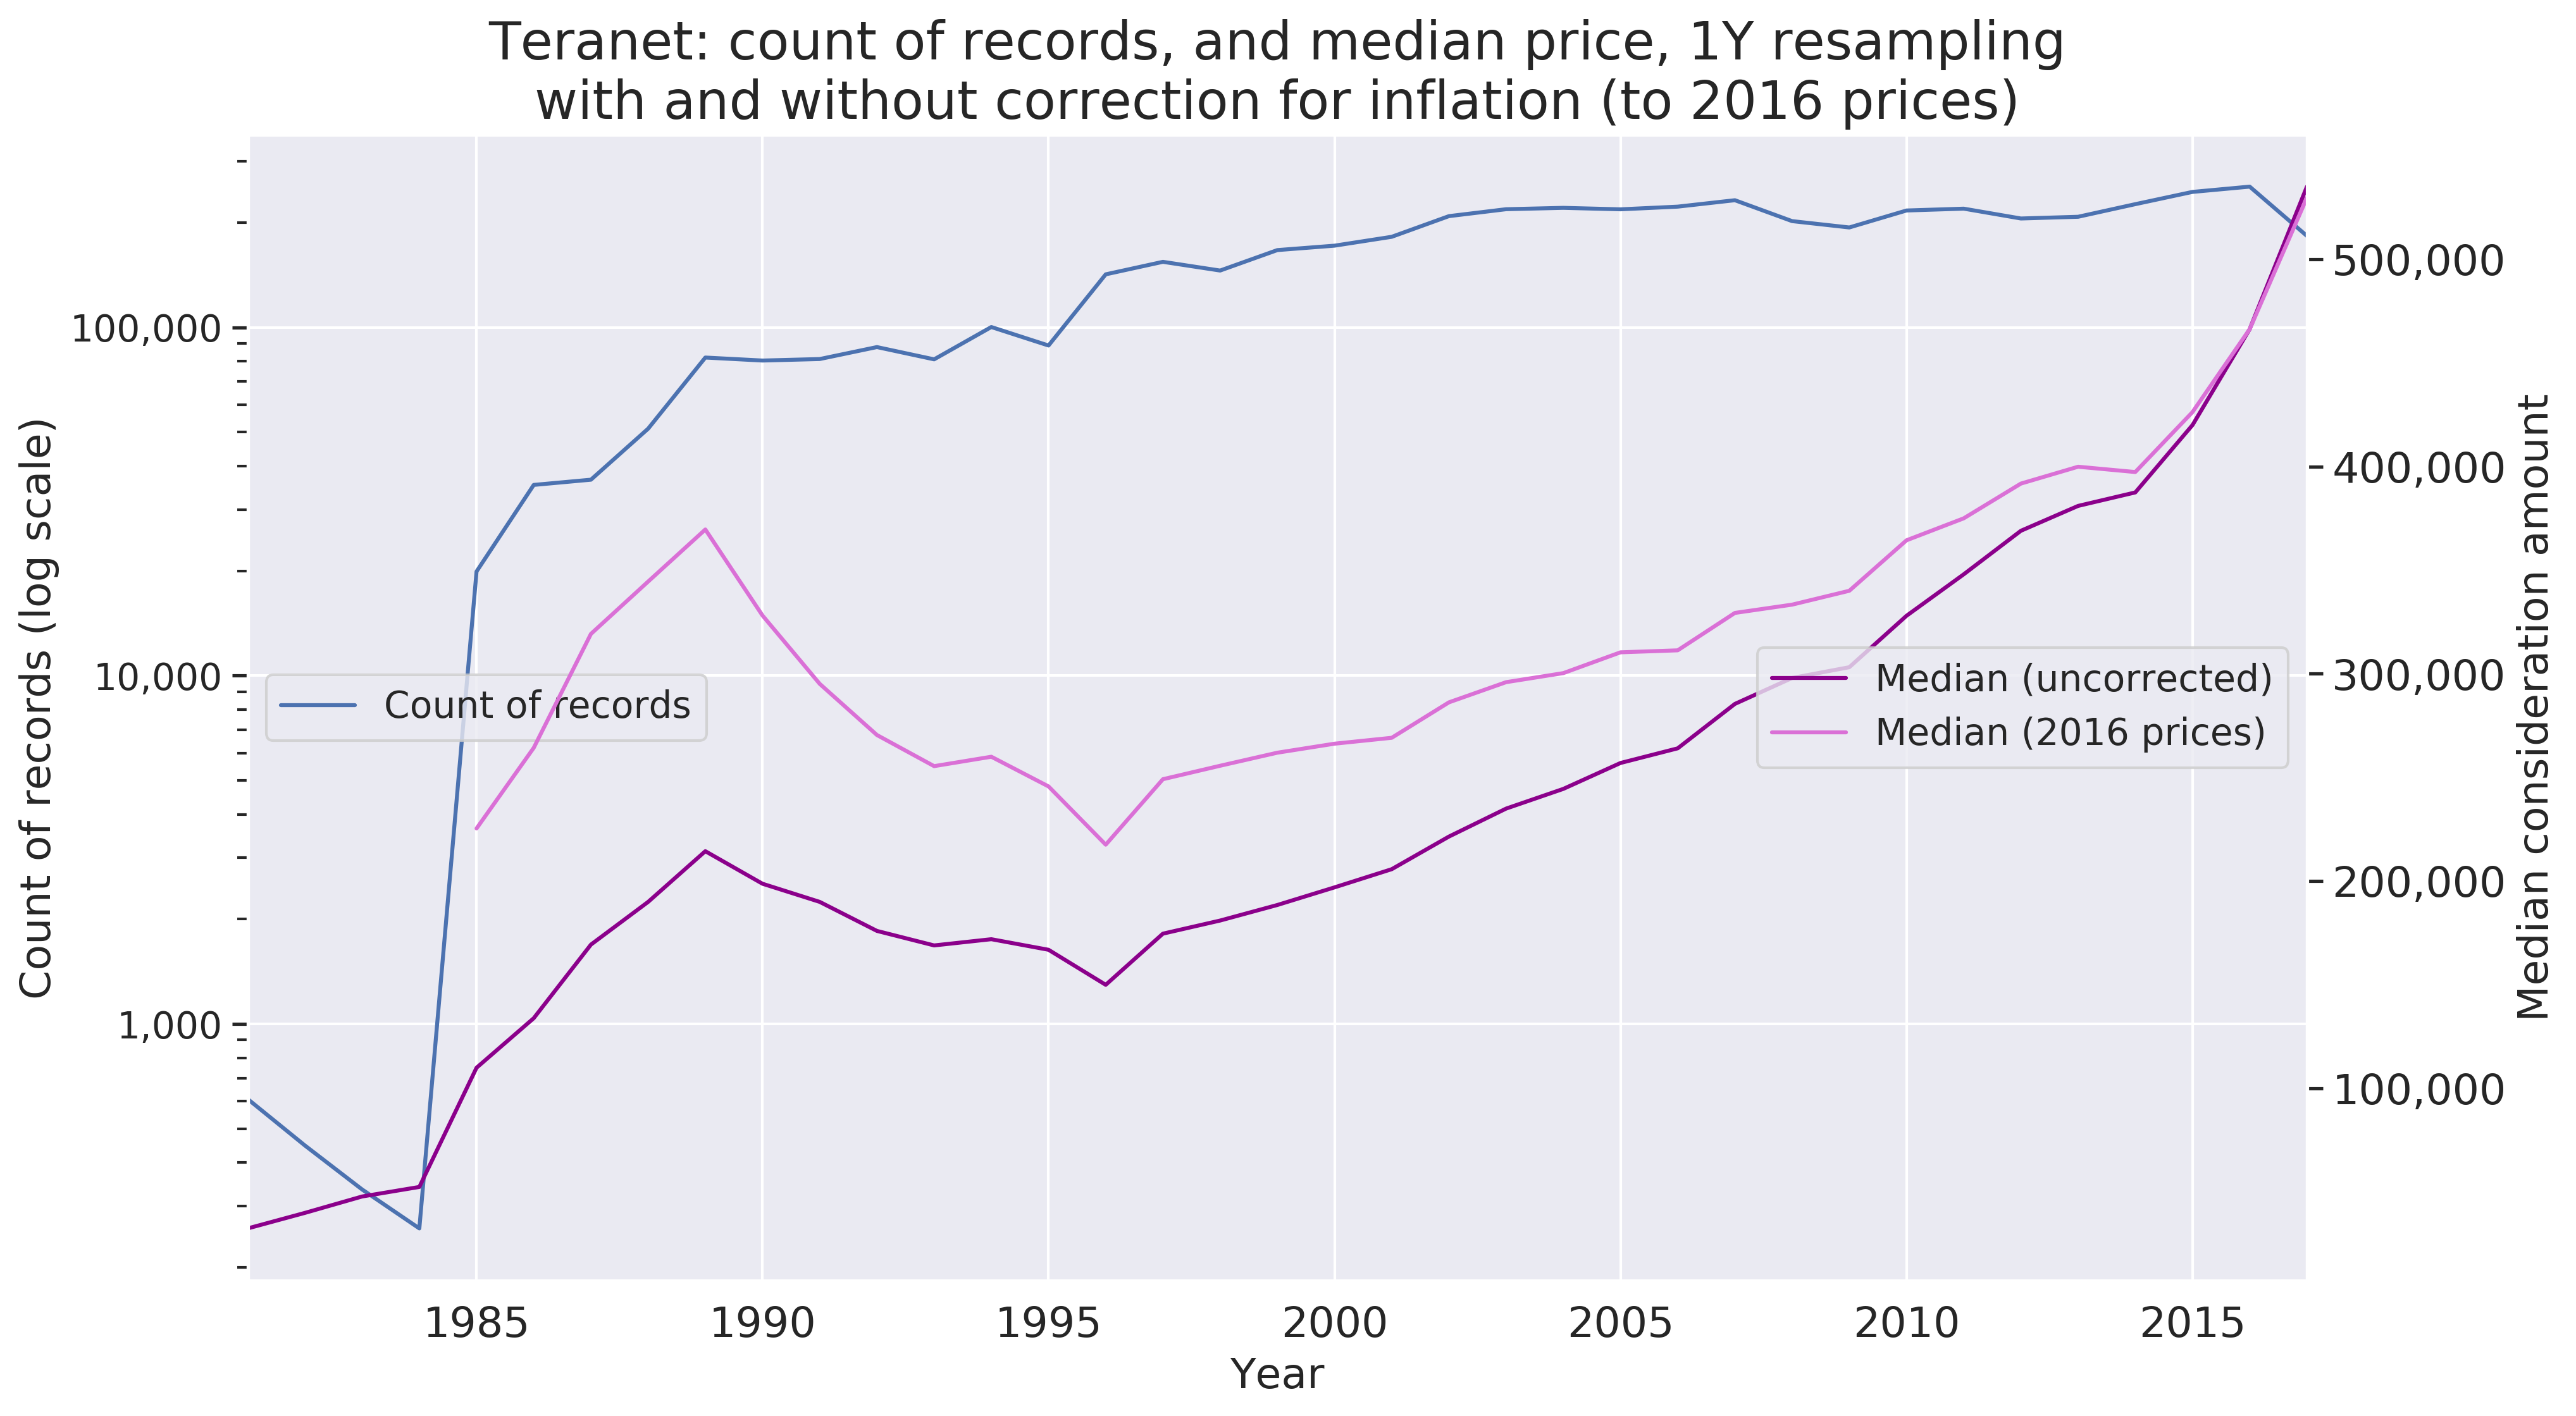 Teranet: count of records, and median price, 1Y resampling
with and without correction for inflation (to 2016 prices)
Count of records (log scale)
100,000
10,000
1,000
Count of records
Median (uncorrected)
Median (2016 prices)
500,000
400,000
300,000
200,000
100,000
Median consideration amount
1985 1990 1995 2000 2005 2010 2015
Year